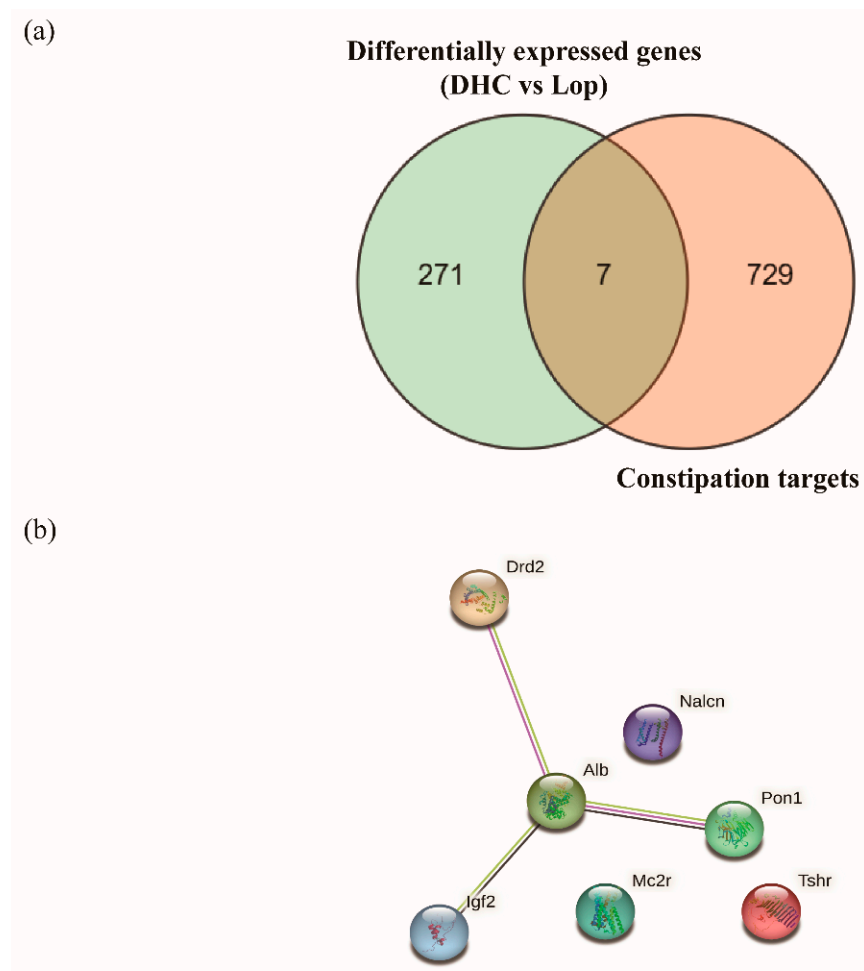 (a)
Differentially expressed genes
(DHC vs Lop)
271 7 729
Constipation targets
(b)
Drd2
Nalcn
Alb
Pon1
Mc2r
Tshr
Igf2